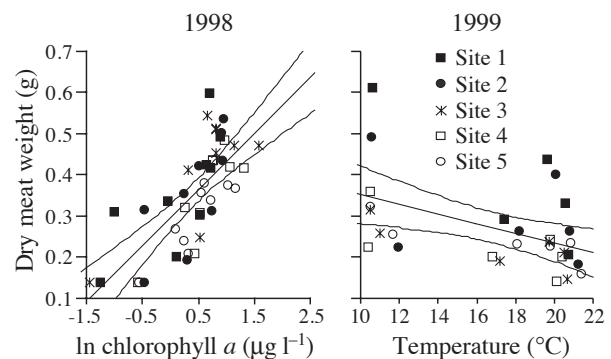 1998
1999
Dry meat weight (g)
0.7
0.6
0.5
0.4
0.3
0.2
0.1
-1.5
-0.5
0.5
1.5
2.5
ln chlorophyll a (µg l⁻¹)
Site 1
Site 2
Site 3
Site 4
Site 5
10
12
14
16
18
20
22
Temperature (°C)